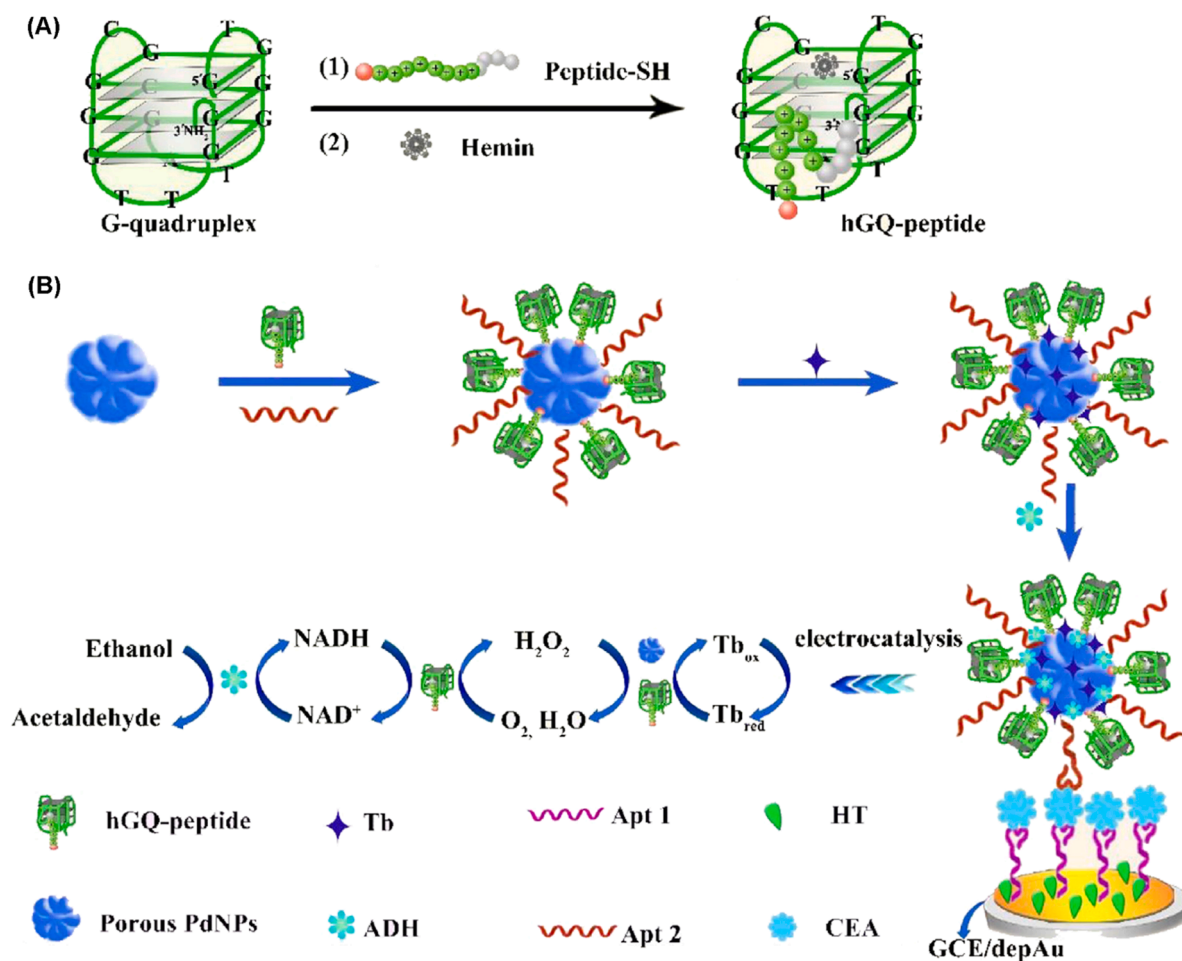 (A)
C
T
G
G
G
C
5'
G
G
G
G
G
3'NH2
G
G
G
T
T
T
G-quadruplex
(1)
Peptide-SH
(2)
Hemin
C
T
G
G
G
C
5'
G
G
G
G
G
G
G
G
T
T
T
hGQ-peptide
(B)
Ethanol
NADH
H2O2
Tbox
electrocatalysis
Acetaldehyde
NAD+
O2, H2O
Tbred
hGQ-peptide
Tb
Apt 1
HT
Porous PdNPs
ADH
Apt 2
CEA
GCE/depAu